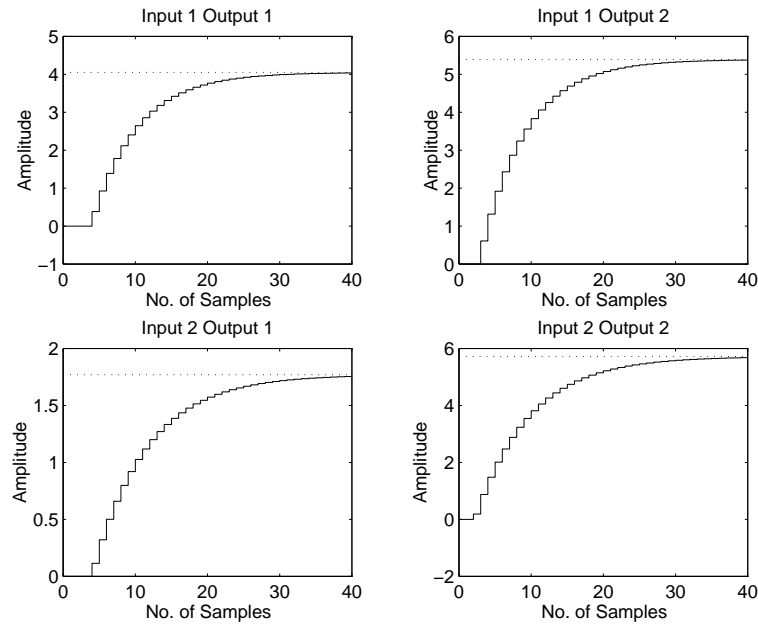 Input 1 Output 1
5
4
3
2
1
0
−1
0 10 20 30 40
Amplitude
No. of Samples
Input 1 Output 2
6
5
4
3
2
1
0
0 10 20 30 40
Amplitude
No. of Samples
Input 2 Output 1
2
1.5
1
0.5
0
0 10 20 30 40
Amplitude
No. of Samples
Input 2 Output 2
6
4
2
0
−2
0 10 20 30 40
Amplitude
No. of Samples